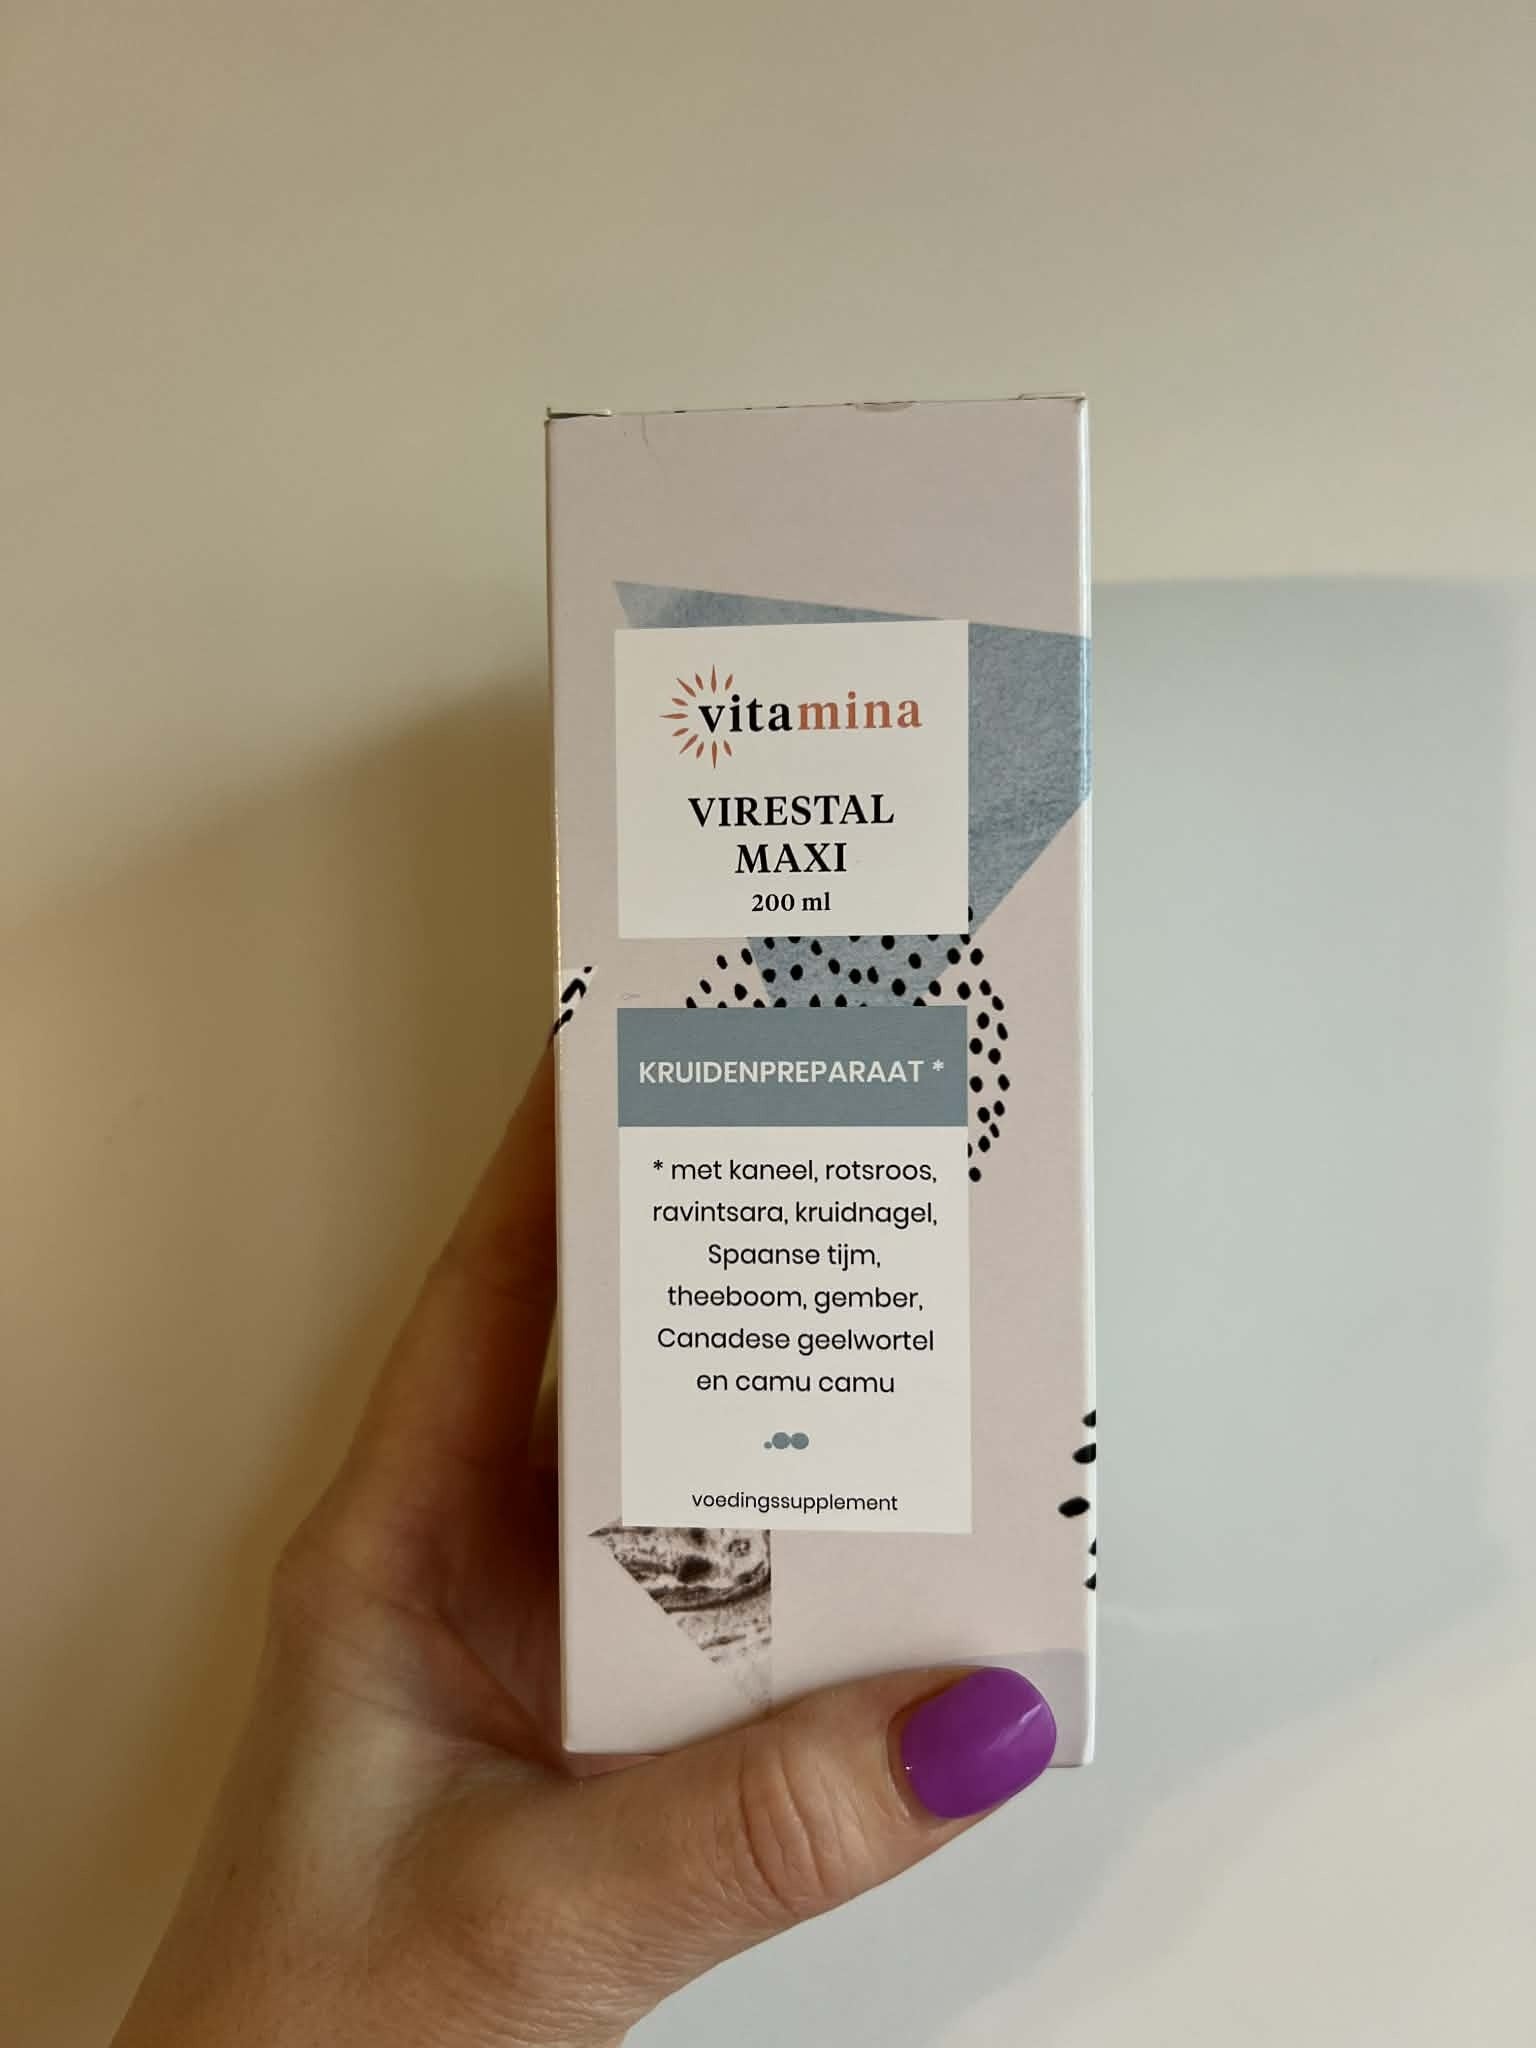 vitamina
VIRESTAL
MAXI
200 ml
KRUIDENPREPARAAT *
* met kaneel, rotsroos,
ravintsara, kruidnagel,
Spaanse tijm,
theeboom, gember,
Canadese geelwortel
en camu camu
voedingssupplement